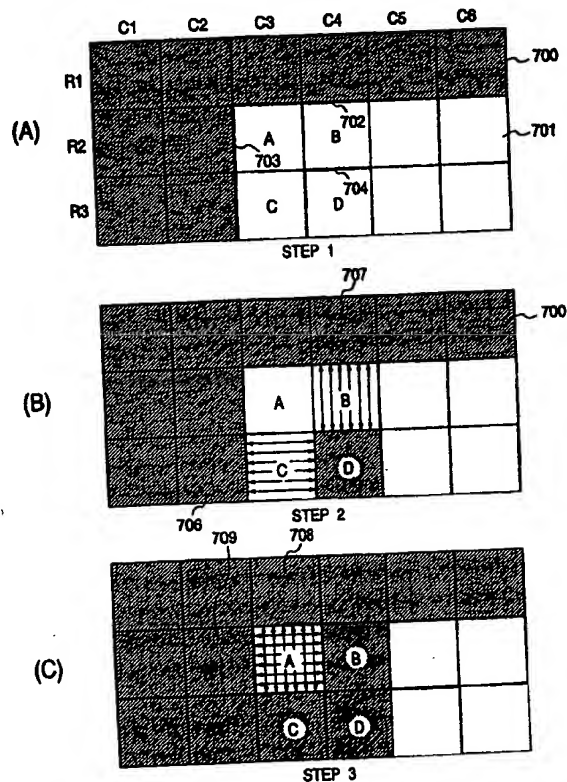 C1 C2 C3 C4 C5 C6
R1 700
(A) 702
R2 703 A B 701
704
R3 C D
STEP 1
707
700
(B) A B
C D
706 STEP 2
709 708
A B
(C)
C D
STEP 3